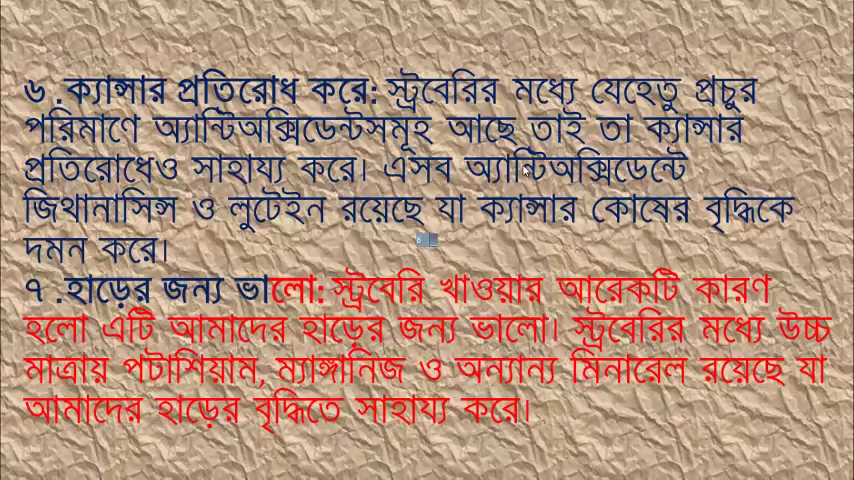 ৬ .ক্যান্সার প্রতিরোধ করে: স্ট্রবেরির মধ্যে যেহেতু প্রচুর
পরিমাণে অ্যান্টিঅক্সিডেন্টসমূহ আছে তাই তা ক্যান্সার
প্রতিরোধেও সাহায্য করে। এসব অ্যান্টিঅক্সিডেন্টে
জিথানাসিন্স ও লুটেইন রয়েছে যা ক্যান্সার কোষের বৃদ্ধিকে
দমন করে।
৭ .হাড়ের জন্য ভালো: স্ট্রবেরি খাওয়ার আরেকটি কারণ
হলো এটি আমাদের হাড়ের জন্য ভালো। স্ট্রবেরির মধ্যে উচ্চ
মাত্রায় পটাশিয়াম, ম্যাঙ্গানিজ ও অন্যান্য মিনারেল রয়েছে যা
আমাদের হাড়ের বৃদ্ধিতে সাহায্য করে।